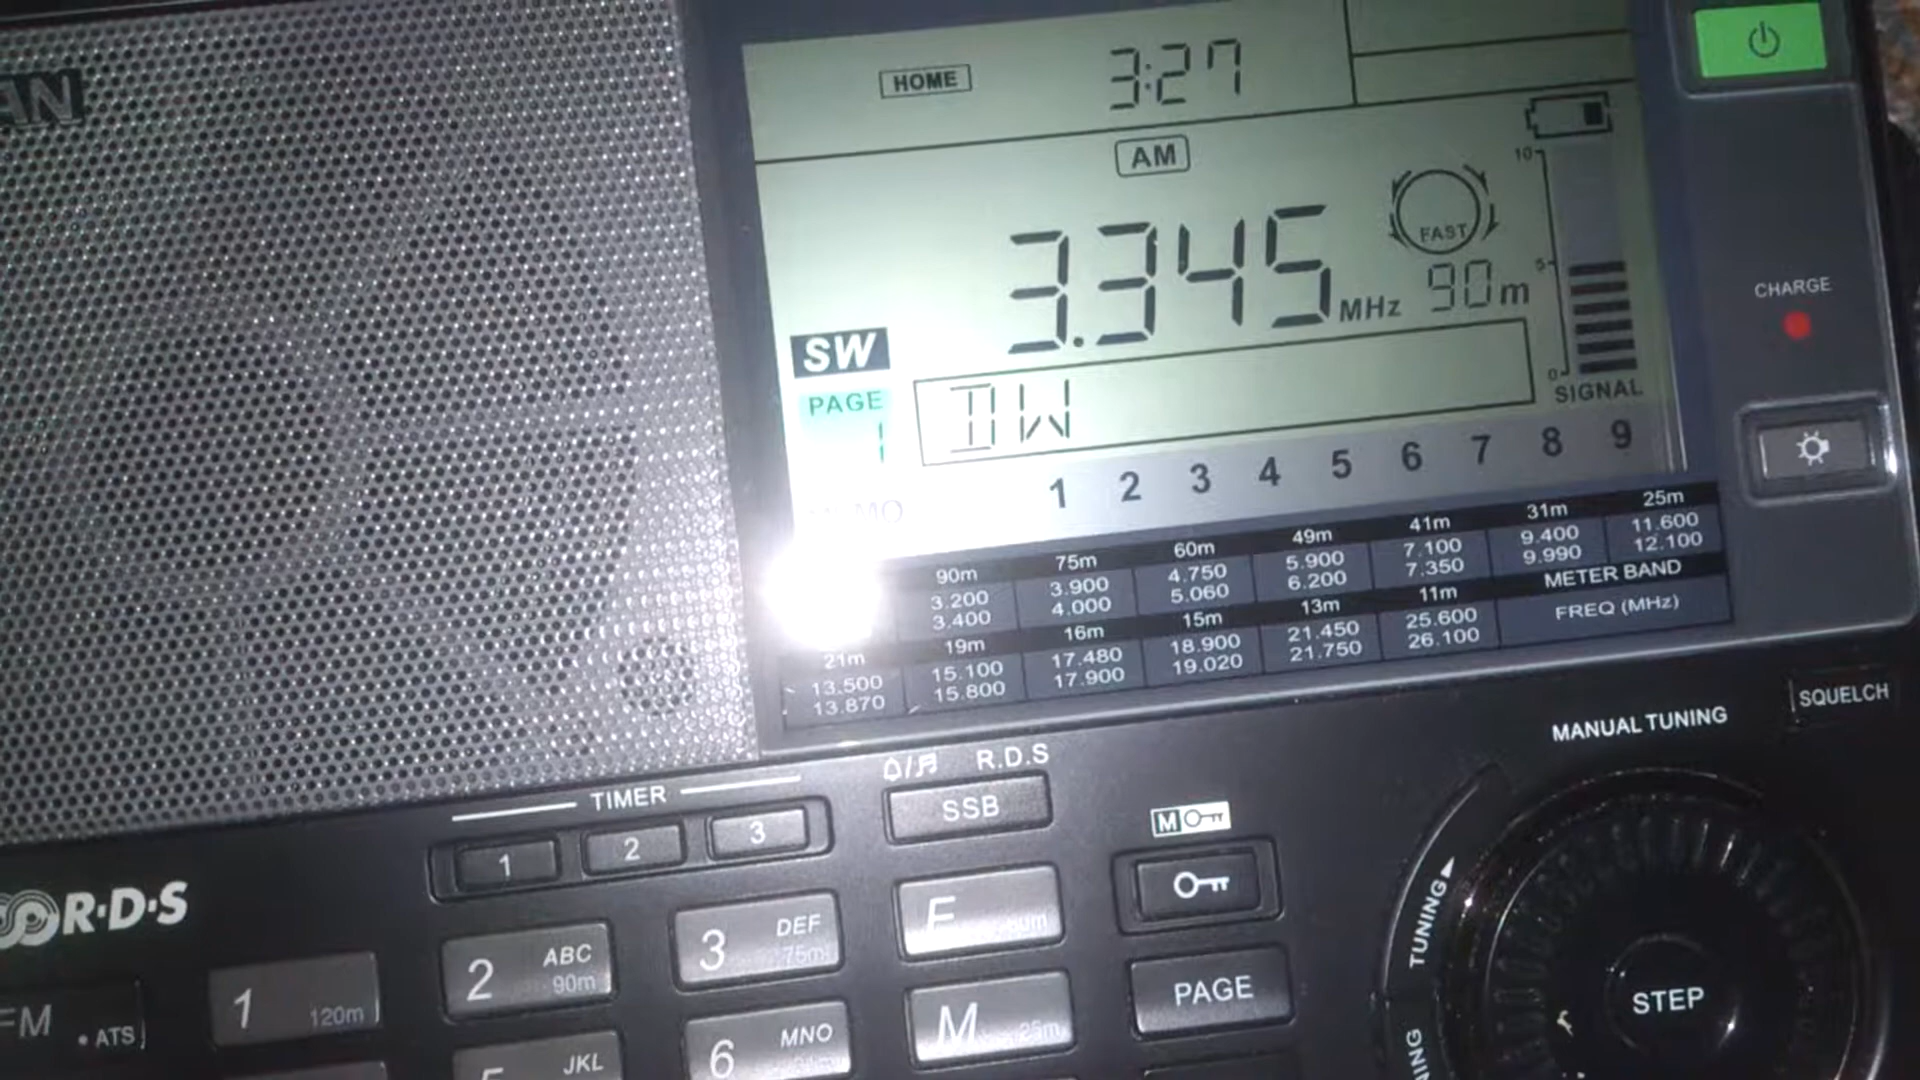 AN
HOME 3:27
AM
10
FAST
3.345 MHz 90 m
5
SW
PAGE
1
DW
0
SIGNAL
1 2 3 4 5 6 7 8 9
CHARGE
90m 75m 60m 49m 41m 31m 25m
3.200 3.900 4.750 5.900 7.100 9.400 11.600
3.400 4.000 5.060 6.200 7.350 9.990 12.100
21m 19m 16m 15m 13m 11m METER BAND
13.500 15.100 17.480 18.900 21.450 25.600 FREQ (MHz)
13.870 15.800 17.900 19.020 21.750 26.100
SQUELCH
MANUAL TUNING
R.D.S
TIMER
SSB
1 2 3
M
R·D·S
TUNING
1 120m
2 ABC 90m
3 DEF 75m
FM
• ATS
JKL
6 MNO
M 25m
PAGE
STEP